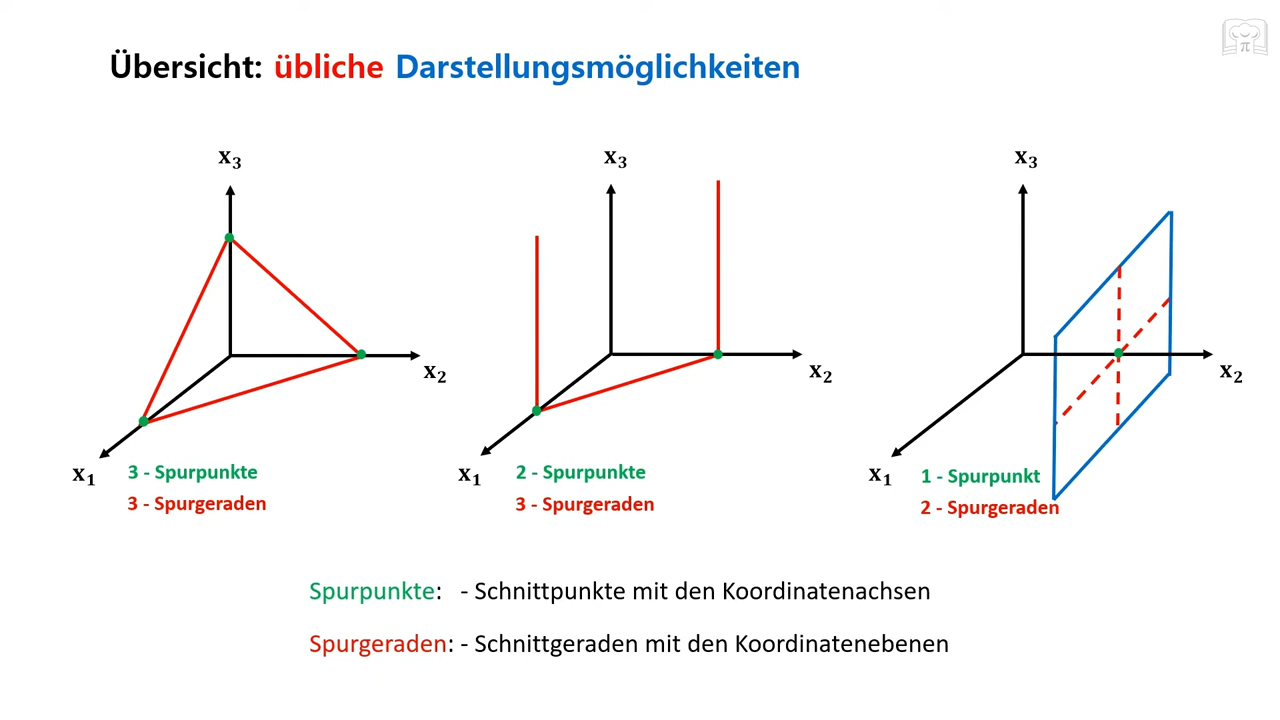 Übersicht: übliche Darstellungsmöglichkeiten
x₃
x₂
x₁
3 - Spurpunkte
3 - Spurgeraden
x₃
x₂
x₁
2 - Spurpunkte
3 - Spurgeraden
x₃
x₂
x₁
1 - Spurpunkt
2 - Spurgeraden
Spurpunkte: - Schnittpunkte mit den Koordinatenachsen
Spurgeraden: - Schnittgeraden mit den Koordinatenebenen
π